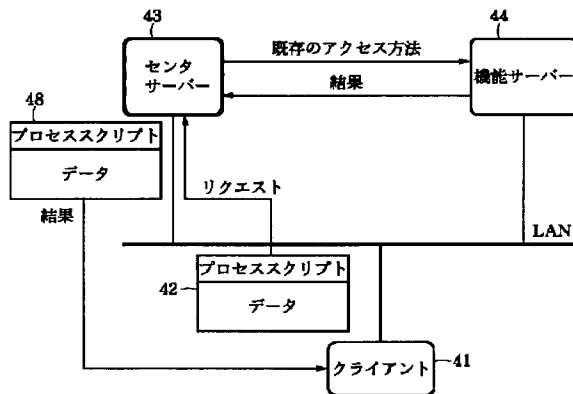 43
44
センタ
サーバー
既存のアクセス方法
結果
機能サーバー
48
プロセススクリプト
データ
結果
リクエスト
LAN
プロセススクリプト
42
データ
クライアント
41